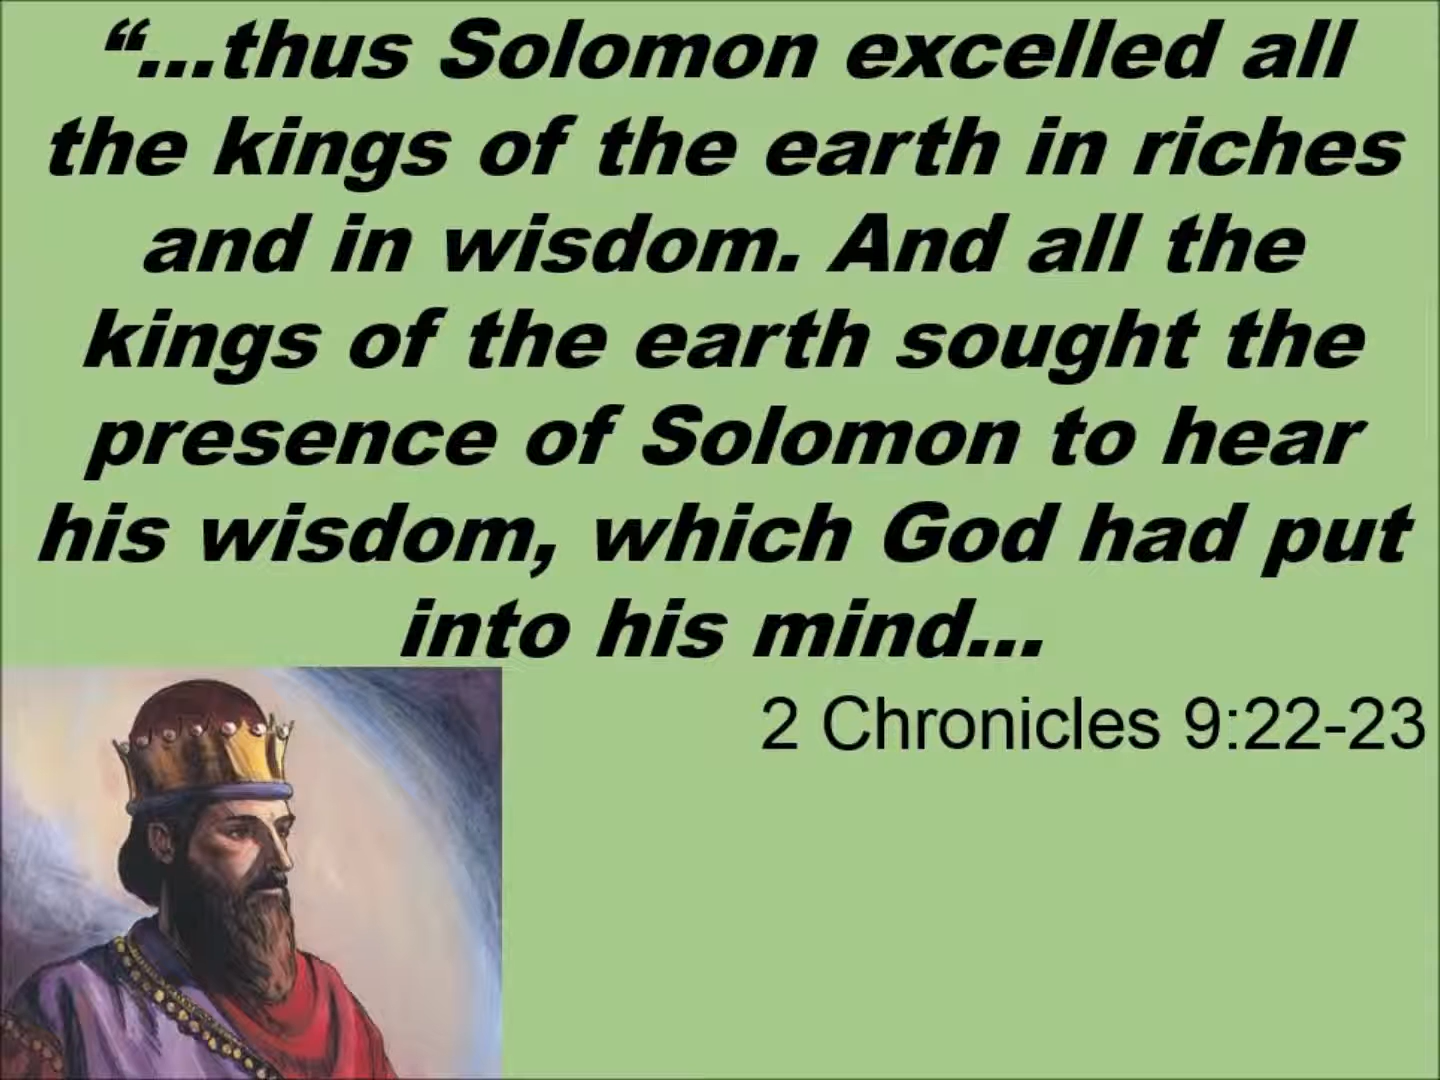 “...thus Solomon excelled all
the kings of the earth in riches
and in wisdom. And all the
kings of the earth sought the
presence of Solomon to hear
his wisdom, which God had put
into his mind...
2 Chronicles 9:22-23